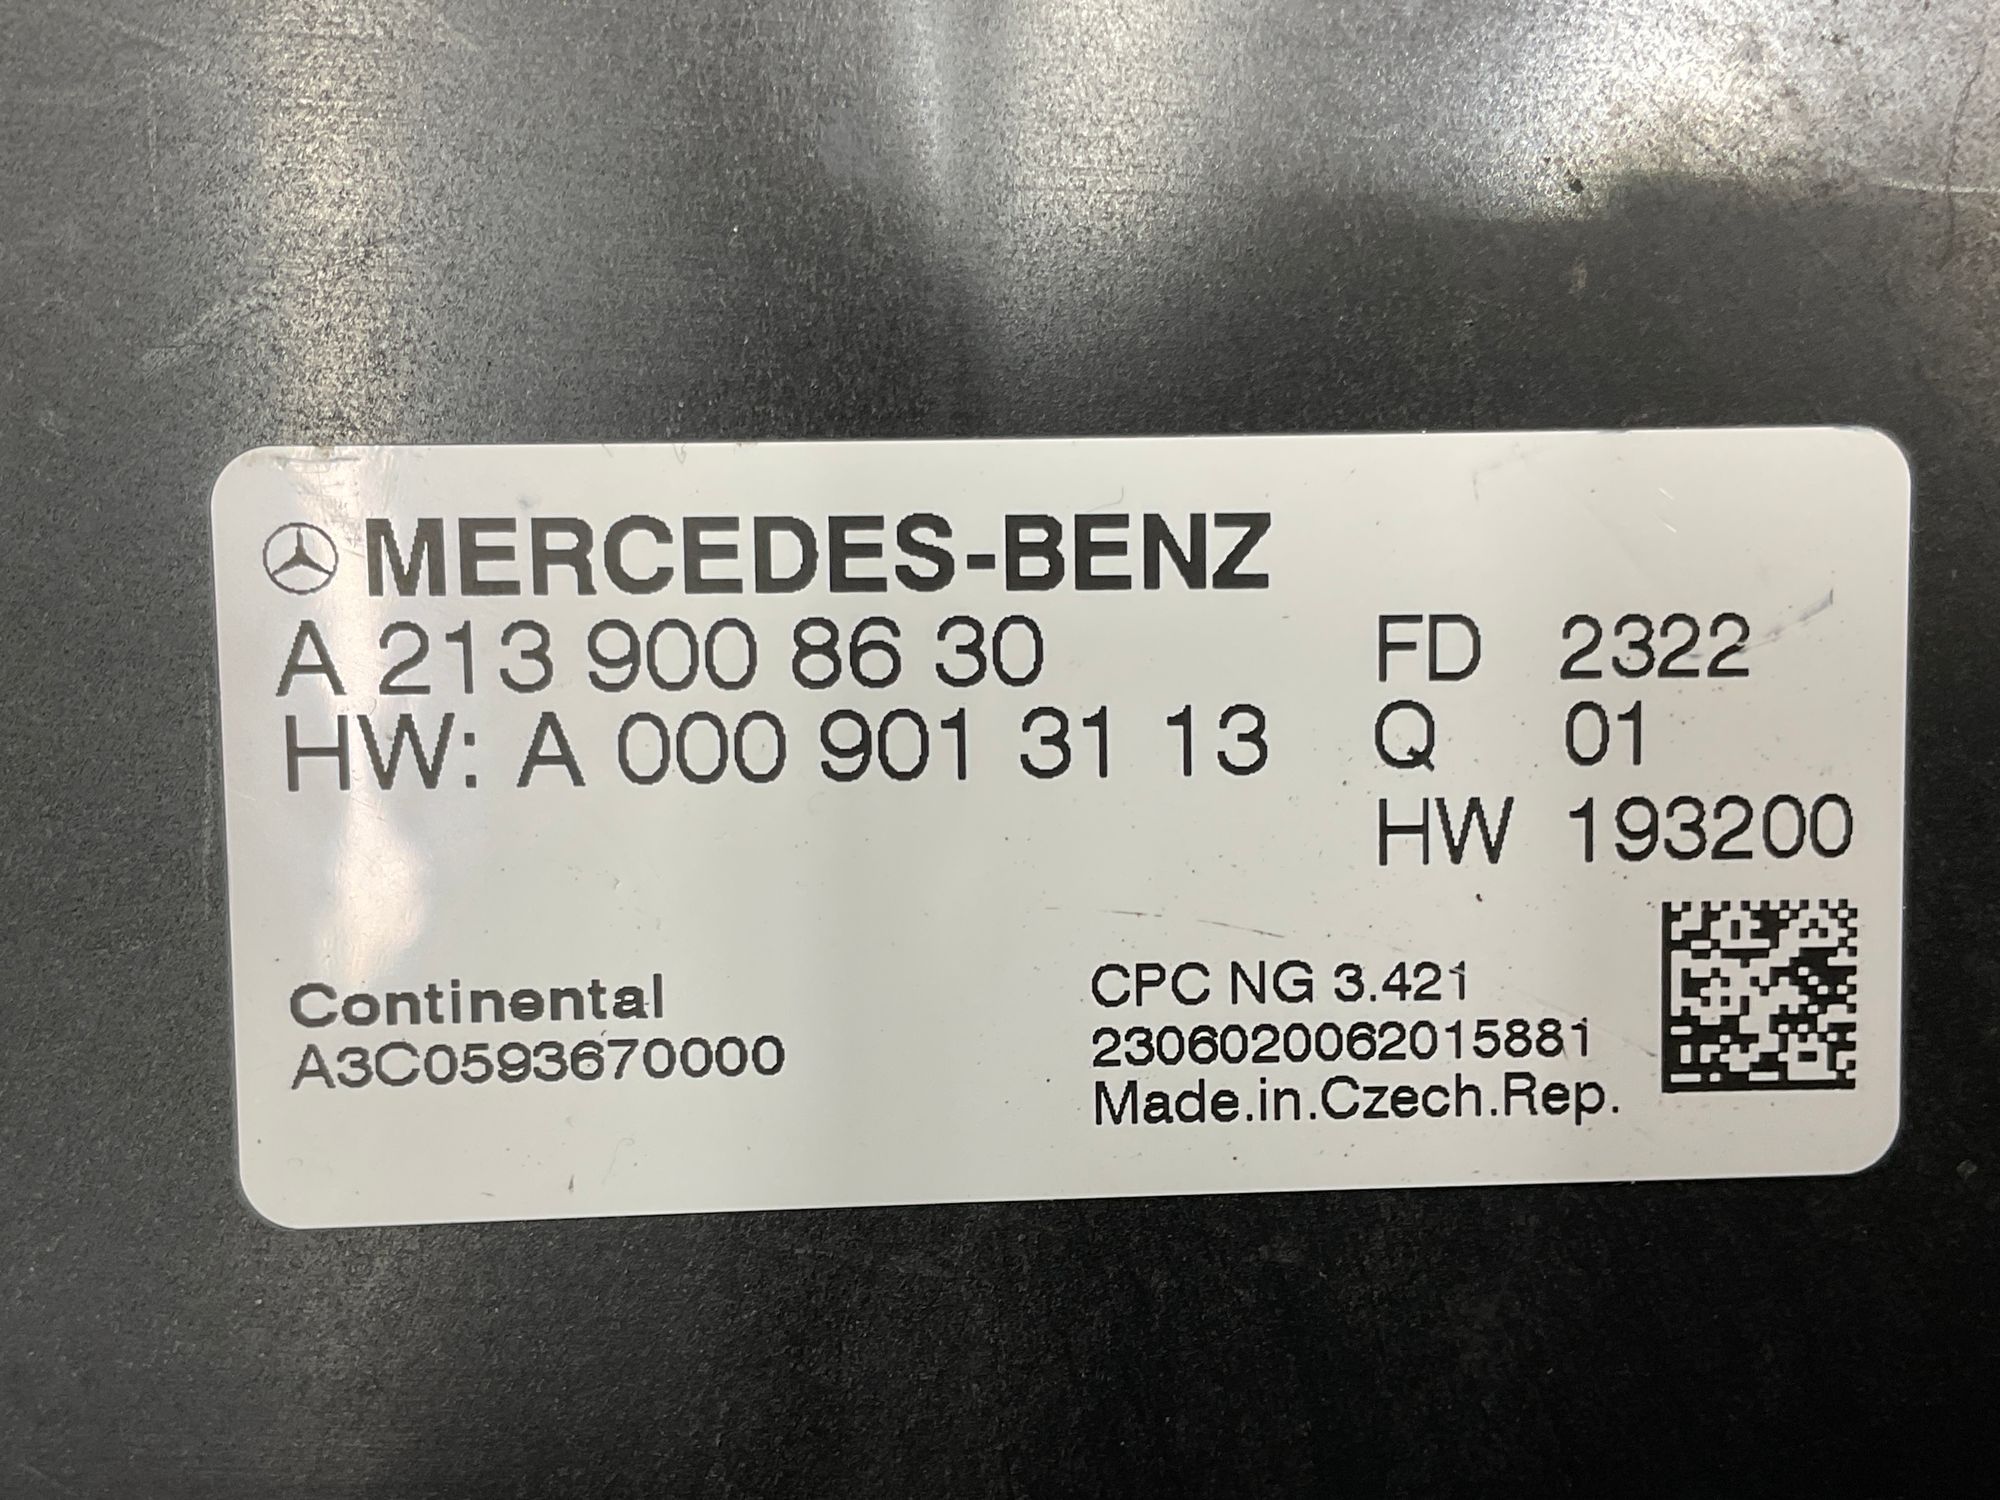 MERCEDES-BENZ
A 213 900 86 30
HW: A 000 901 31 13
FD 2322
Q 01
HW 193200
Continental
A3C0593670000
CPC NG 3.421
2306020062015881
Made.in.Czech.Rep.